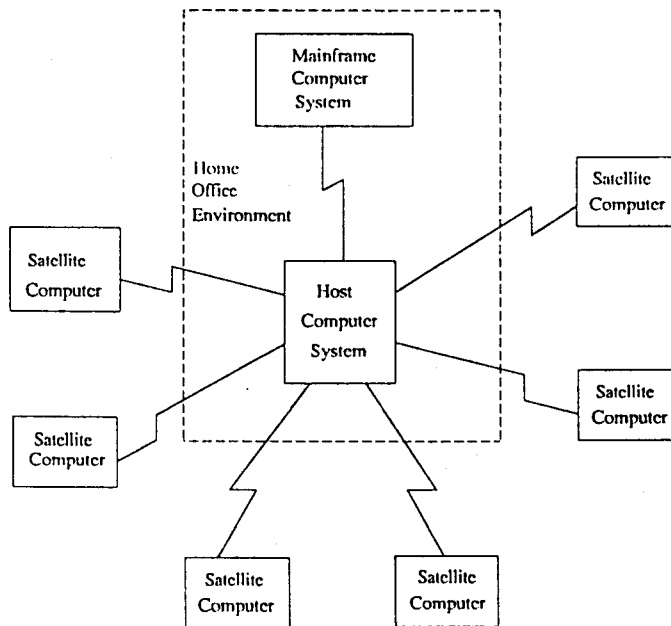 Mainframe
Computer
System
Home
Office
Environment
Satellite
Computer
Satellite
Computer
Host
Computer
System
Satellite
Computer
Satellite
Computer
Satellite
Computer
Satellite
Computer